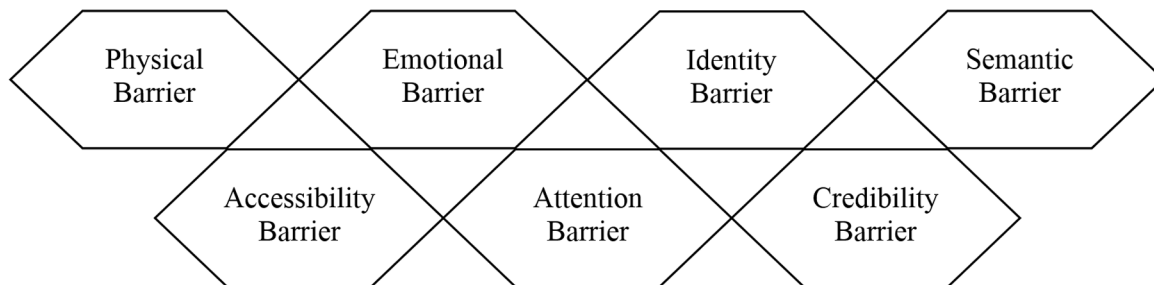 Physical
Barrier
Emotional
Barrier
Identity
Barrier
Semantic
Barrier
Accessibility
Barrier
Attention
Barrier
Credibility
Barrier